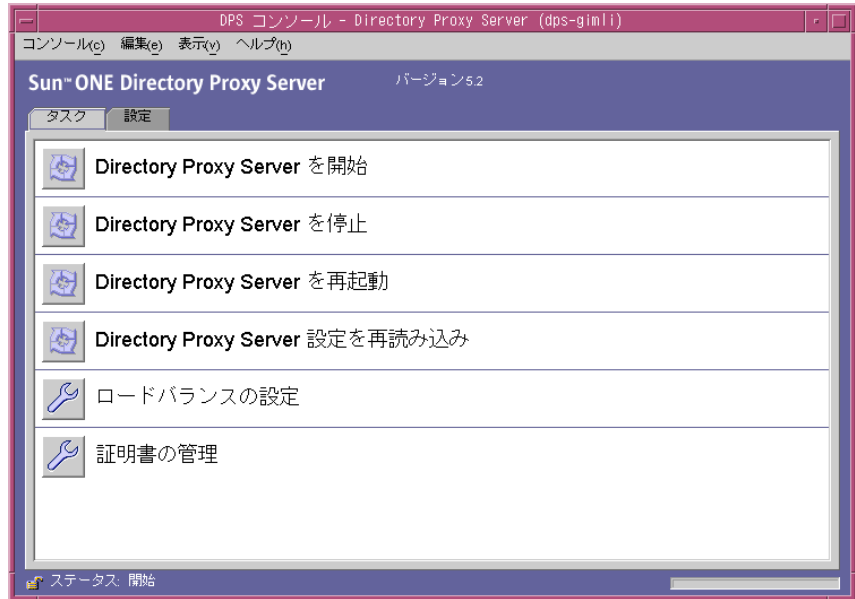 DPS コンソール - Directory Proxy Server (dps-gimli)
コンソール(c) 編集(e) 表示(v) ヘルプ(h)
Sun™ ONE Directory Proxy Server バージョン5.2
タスク 設定
Directory Proxy Server を開始
Directory Proxy Server を停止
Directory Proxy Server を再起動
Directory Proxy Server 設定を再読み込み
ロードバランスの設定
証明書の管理
ステータス: 開始